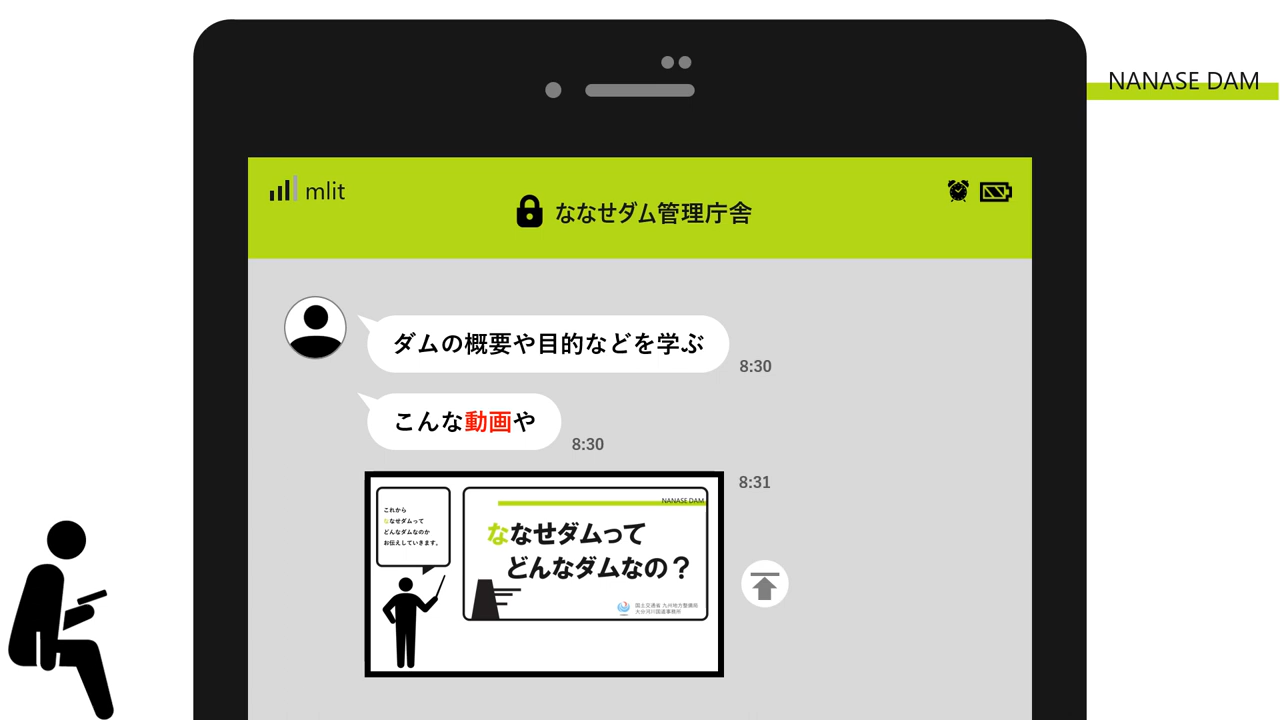 NANASE DAM
mlit
ななせダム管理庁舎
ダムの概要や目的などを学ぶ
8:30
こんな動画や
8:30
8:31
これから
ななせダムって
どんなダムなのか
お伝えしていきます。
NANASE DAM
ななせダムって
どんなダムなの？
国土交通省 九州地方整備局
大分川ダム工事事務所